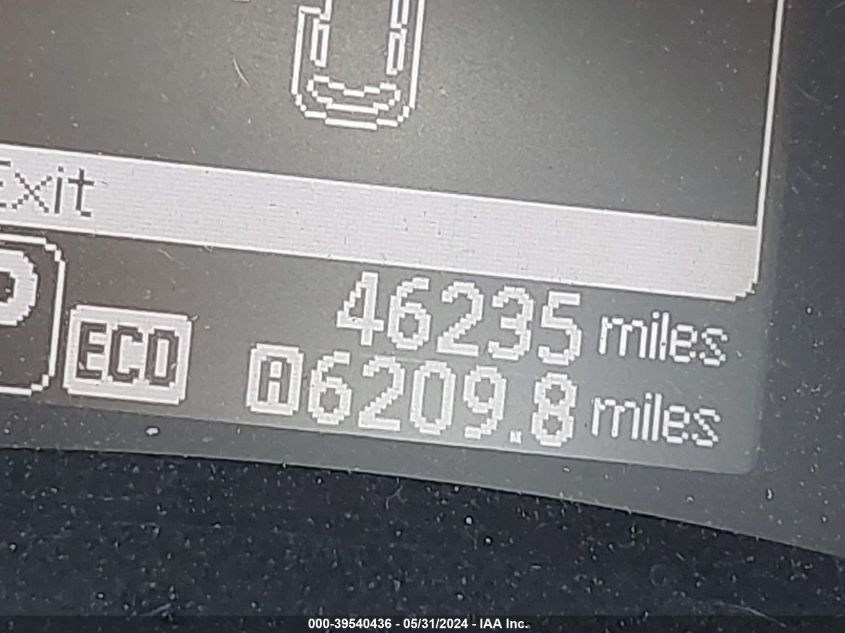 Exit
P
46235 miles
ECO
A 6209.8 miles
000-39540436 - 05/31/2024 - IAA Inc.